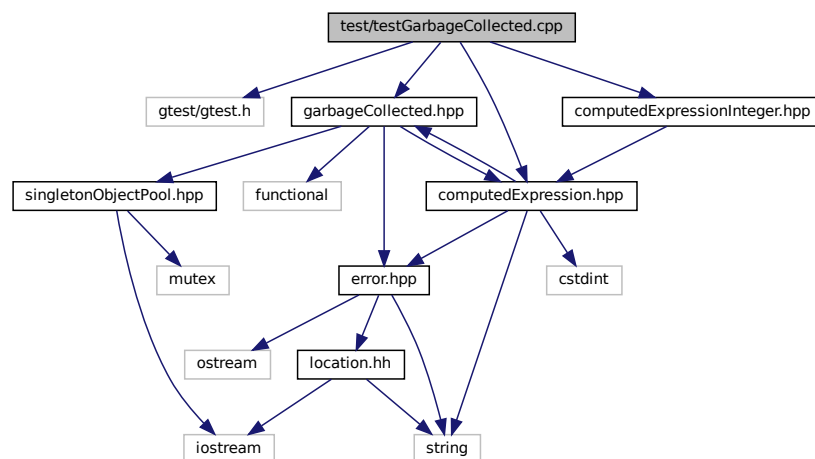 test/testGarbageCollected.cpp
gtest/gtest.h
garbageCollected.hpp
computedExpressionInteger.hpp
singletonObjectPool.hpp
functional
computedExpression.hpp
mutex
error.hpp
cstdint
ostream
location.hh
iostream
string